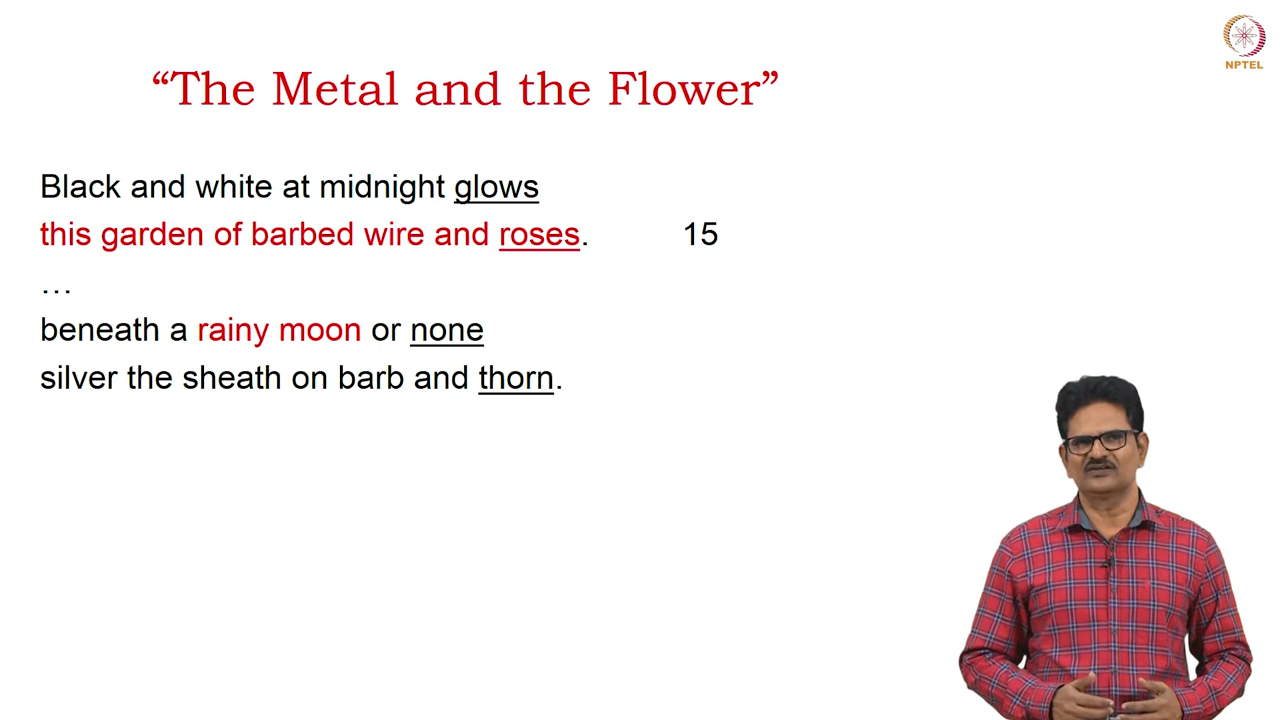 NPTEL
“The Metal and the Flower”
Black and white at midnight glows
this garden of barbed wire and roses. 15
…
beneath a rainy moon or none
silver the sheath on barb and thorn.